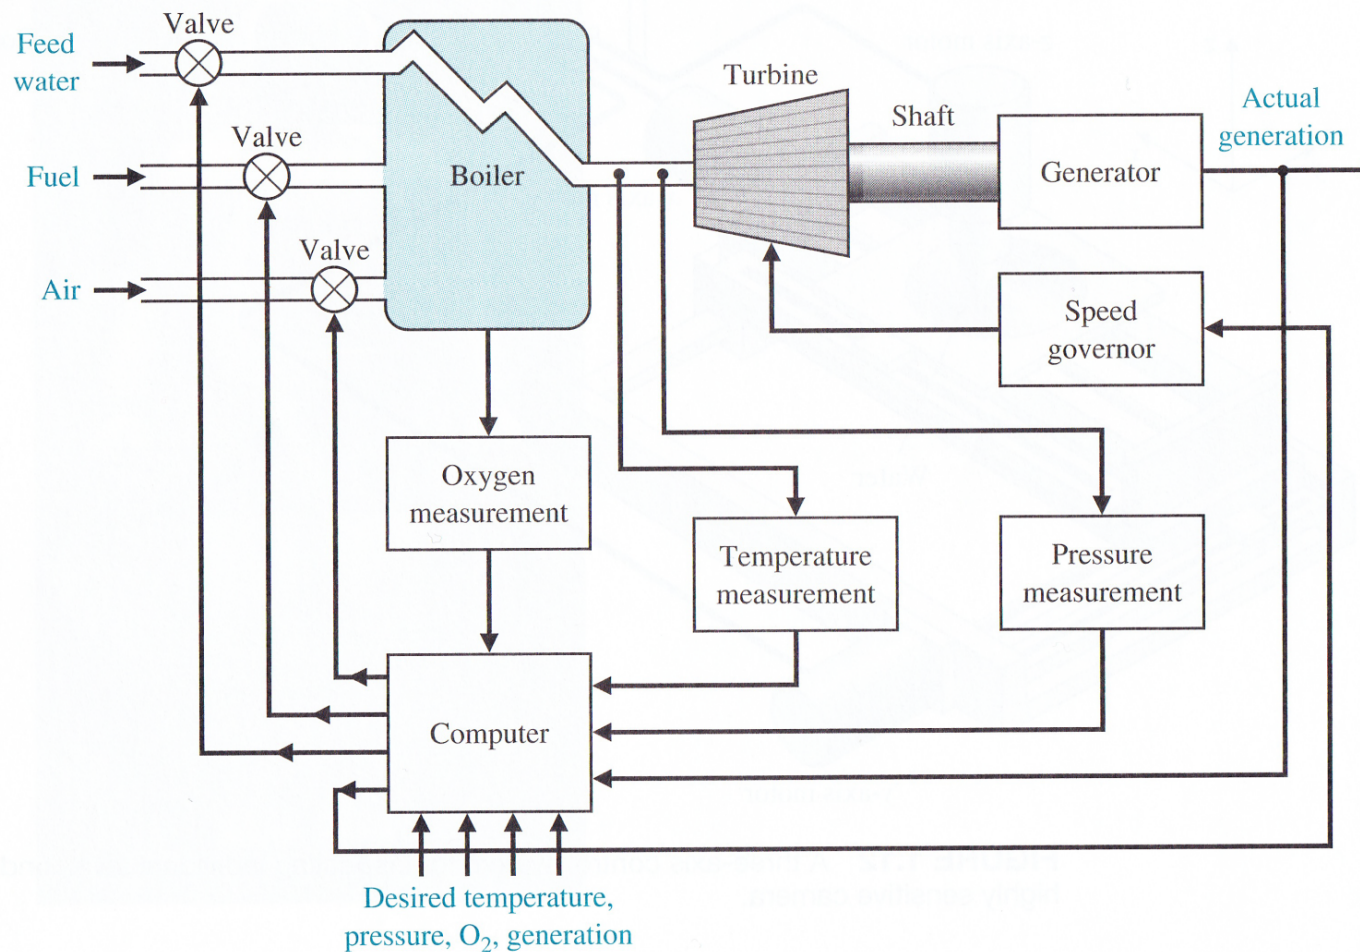 Valve
Feed
water
Turbine
Shaft
Actual
generation
Valve
Fuel
Boiler
Generator
Valve
Air
Speed
governor
Oxygen
measurement
Temperature
measurement
Pressure
measurement
Computer
Desired temperature,
pressure, O₂, generation